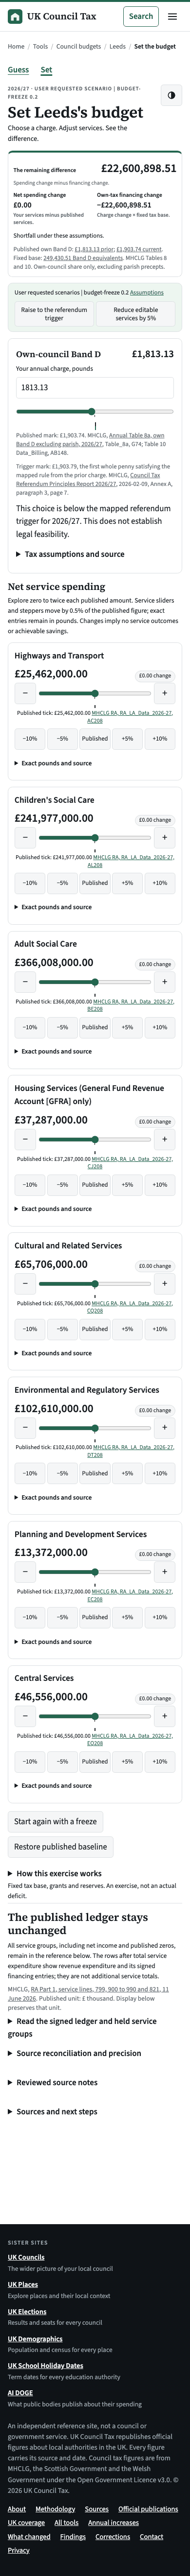 UK Council Tax
Search
Home / Tools / Council budgets / Leeds / Set the budget
Guess Set
2026/27 · USER REQUESTED SCENARIO | BUDGET-
FREEZE 0.2
Set Leeds's budget
Choose a charge. Adjust services. See the
difference.
The remaining difference £22,600,896.51
Spending change minus financing change.
Net spending change
£0.00
Your services minus published
services.
Own-tax financing change
−£22,600,898.51
Charge change × fixed tax base.
Shortfall under these assumptions.
Published own Band D: £1,813.13 prior; £1,903.74 current.
Fixed base: 249,430.51 Band D equivalents. MHCLG Tables 8
and 10. Own-council share only, excluding parish precepts.
User requested scenarios | budget-freeze 0.2 Assumptions
Raise to the referendum
trigger
Reduce editable
services by 5%
Own-council Band D £1,813.13
Your annual charge, pounds
1813.13
Published mark: £1,903.74. MHCLG, Annual Table 8a, own
Band D excluding parish, 2026/27, Table_8a, G74; Table 10
Data_Billing, AB148.
Trigger mark: £1,903.79, the first whole penny satisfying the
mapped rule from the prior charge. MHCLG, Council Tax
Referendum Principles Report 2026/27, 2026-02-09, Annex A,
paragraph 3, page 7.
This choice is below the mapped referendum
trigger for 2026/27. This does not establish
legal feasibility.
▶ Tax assumptions and source
Net service spending
Explore zero to twice each published amount. Service sliders
and steppers move by 0.5% of the published figure; exact
entries remain in pounds. Changes imply no service outcomes
or achievable savings.
Highways and Transport
£25,462,000.00 £0.00 change
− +
Published tick: £25,462,000.00 MHCLG RA, RA_LA_Data_2026-27,
AC208
−10% −5% Published +5% +10%
▶ Exact pounds and source
Children's Social Care
£241,977,000.00 £0.00 change
− +
Published tick: £241,977,000.00 MHCLG RA, RA_LA_Data_2026-27,
AL208
−10% −5% Published +5% +10%
▶ Exact pounds and source
Adult Social Care
£366,008,000.00 £0.00 change
− +
Published tick: £366,008,000.00 MHCLG RA, RA_LA_Data_2026-27,
BE208
−10% −5% Published +5% +10%
▶ Exact pounds and source
Housing Services (General Fund Revenue
Account [GFRA] only)
£37,287,000.00 £0.00 change
− +
Published tick: £37,287,000.00 MHCLG RA, RA_LA_Data_2026-27,
CJ208
−10% −5% Published +5% +10%
▶ Exact pounds and source
Cultural and Related Services
£65,706,000.00 £0.00 change
− +
Published tick: £65,706,000.00 MHCLG RA, RA_LA_Data_2026-27,
CQ208
−10% −5% Published +5% +10%
▶ Exact pounds and source
Environmental and Regulatory Services
£102,610,000.00 £0.00 change
− +
Published tick: £102,610,000.00 MHCLG RA, RA_LA_Data_2026-27,
DT208
−10% −5% Published +5% +10%
▶ Exact pounds and source
Planning and Development Services
£13,372,000.00 £0.00 change
− +
Published tick: £13,372,000.00 MHCLG RA, RA_LA_Data_2026-27,
EC208
−10% −5% Published +5% +10%
▶ Exact pounds and source
Central Services
£46,556,000.00 £0.00 change
− +
Published tick: £46,556,000.00 MHCLG RA, RA_LA_Data_2026-27,
EO208
−10% −5% Published +5% +10%
▶ Exact pounds and source
Start again with a freeze
Restore published baseline
▶ How this exercise works
Fixed tax base, grants and reserves. An exercise, not an actual
deficit.
The published ledger stays
unchanged
All service groups, including net income and published zeros,
remain in the outturn below. The rows after total service
expenditure show reserve expenditure and its signed
financing entries; they are not additional service totals.
MHCLG, RA Part 1, service lines, 799, 900 to 990 and 821, 11
June 2026. Published unit: £ thousand. Display below
preserves that unit.
▶ Read the signed ledger and held service
groups
▶ Source reconciliation and precision
▶ Reviewed source notes
▶ Sources and next steps
SISTER SITES
UK Councils
The wider picture of your local council
UK Places
Explore places and their local context
UK Elections
Results and seats for every council
UK Demographics
Population and census for every place
UK School Holiday Dates
Term dates for every education authority
AI DOGE
What public bodies publish about their spending
An independent reference site, not a council or
government service. UK Council Tax republishes official
figures about local authorities in the UK. Every figure
carries its source and date. Council tax figures are from
MHCLG, the Scottish Government and the Welsh
Government under the Open Government Licence v3.0. ©
2026 UK Council Tax.
About Methodology Sources Official publications
UK coverage All tools Annual increases
What changed Findings Corrections Contact
Privacy